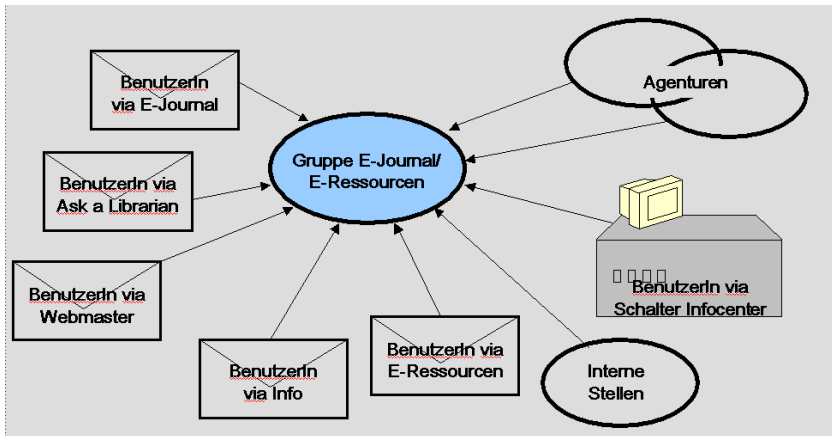 BenutzerIn
via E-Journal
Agenturen
Gruppe E-Journal/
E-Ressourcen
BenutzerIn via
Ask a Librarian
BenutzerIn via
Webmaster
BenutzerIn via
Schalter Infocenter
BenutzerIn
via Info
BenutzerIn via
E-Ressourcen
Interne
Stellen